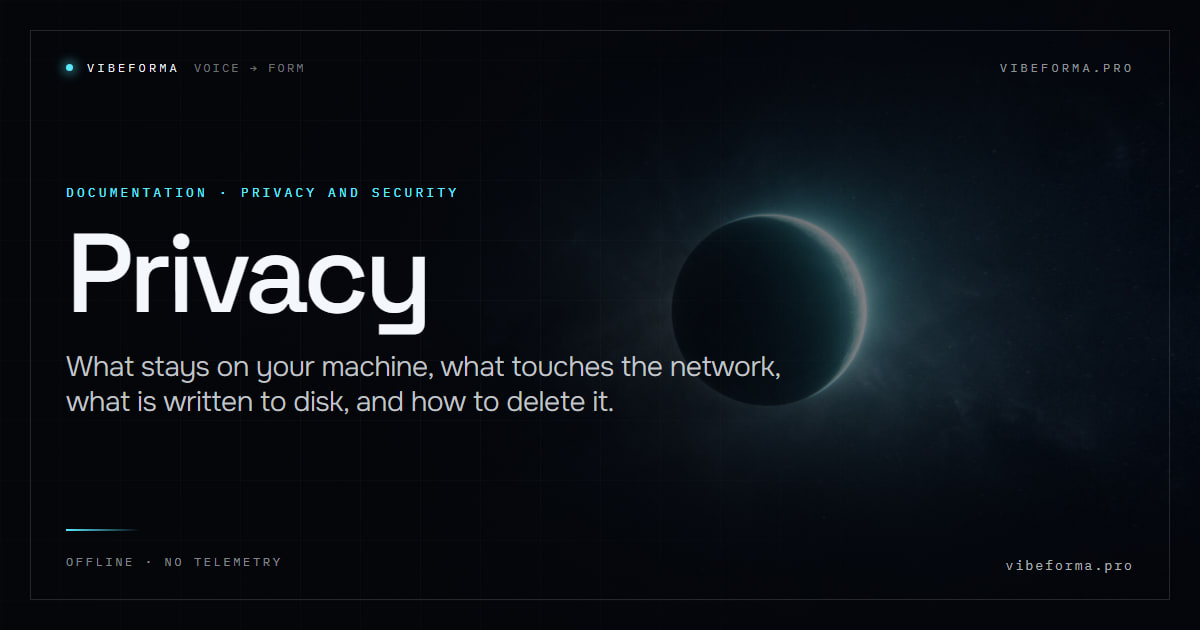 VIBEFORMA VOICE → FORM
VIBEFORMA.PRO
DOCUMENTATION · PRIVACY AND SECURITY
Privacy
What stays on your machine, what touches the network,
what is written to disk, and how to delete it.
OFFLINE · NO TELEMETRY
vibeforma.pro